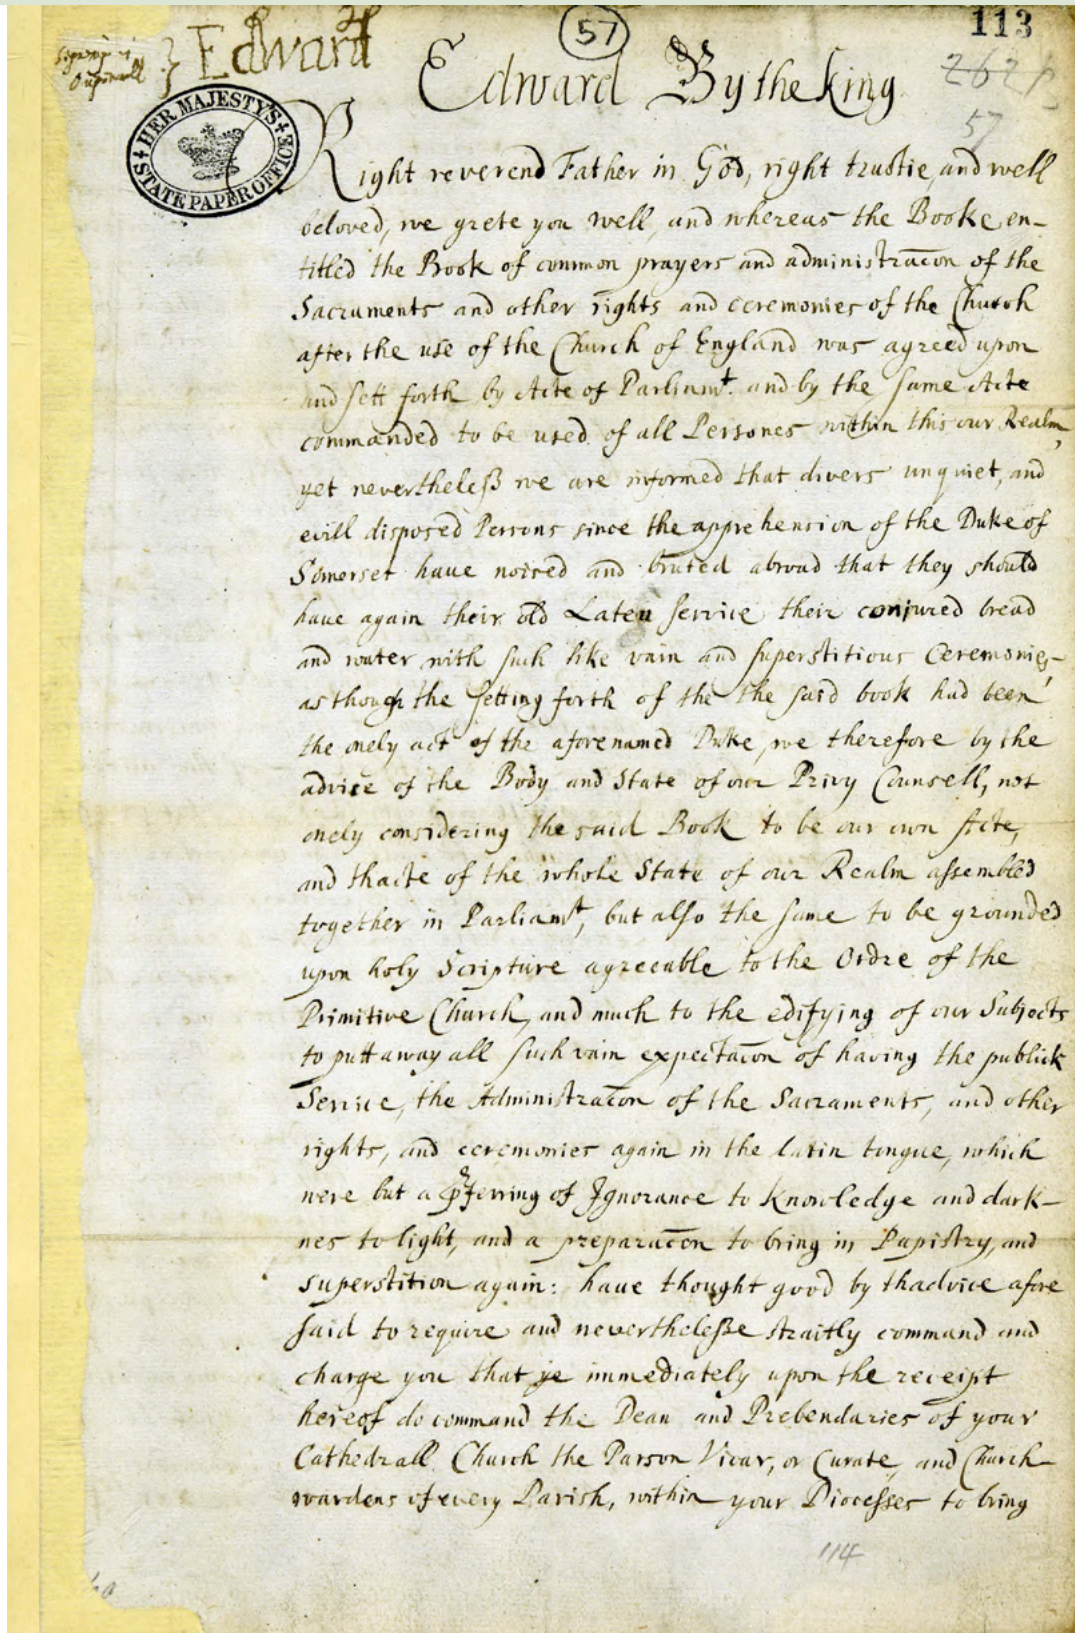 Edward
57
113
Edward By the king
262
57
HER MAJESTY'S
STATE PAPER OFFICE
Right reverend Father in God, right trustie, and well
beloved, we grete you well, and whereas the Booke en-
titled the Book of common prayers and administracon of the
Sacraments and other rights and ceremonies of the Church
after the use of the Church of England was agreed upon
and sett forth by Acte of Parliamt. and by the same Acte
commanded to be used of all Persones within this our Realm,
yet neverthelesse we are informed that divers unquiet, and
evill disposed Persons since the apprehension of the Duke of
Somerset haue noised and bruted abroad that they should
haue again their old Laten service their conjured bread
and water with such like vain and superstitious Ceremonies
as though the setting forth of the the said book had been
the onely act of the aforenamed Duke, we therefore by the
advice of the Body and State of our Privy Counsell, not
onely considering the said Book to be our own Acte,
and thacte of the whole State of our Realm assembled
together in Parliamt, but also the same to be grounded
upon holy Scripture agreeable to the Ordre of the
Primitive Church, and much to the edifying of our Subjects
to putt away all such vain expectacon of having the publick
Service, the Administracon of the Sacraments, and other
rights, and ceremonies again in the latin tongue, which
were but a pferring of Ignorance to knowledge and dark-
nes to light, and a preparacon to bring in Papistry, and
superstition again: haue thought good by thadvice afore
said to require and neverthelesse straitly command and
charge you that ye immediately upon the receipt
hereof do command the Dean and Prebendaries of your
Cathedrall Church the Parson Vicar, or Curate, and Church
wardens of every Parish, within your Diocesses to bring
114